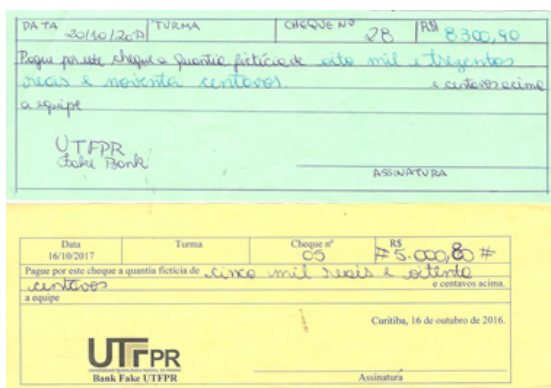 DATA 20/10/2017 TURMA CHEQUE Nº 28 R$ 8300,90
Pague por este cheque a quantia fictícia de oito mil e trezentos
reais e noventa centavos. e centavos acima
a equipe
UTFPR
Fake Bank
ASSINATURA
Data Turma Cheque nº R$
16/10/2017 05 # 5.000,80 #
Pague por este cheque a quantia fictícia de cinco mil reais e oitenta
centavos e centavos acima.
a equipe
Curitiba, 16 de outubro de 2016.
UTFPR
Bank Fake UTFPR Assinatura